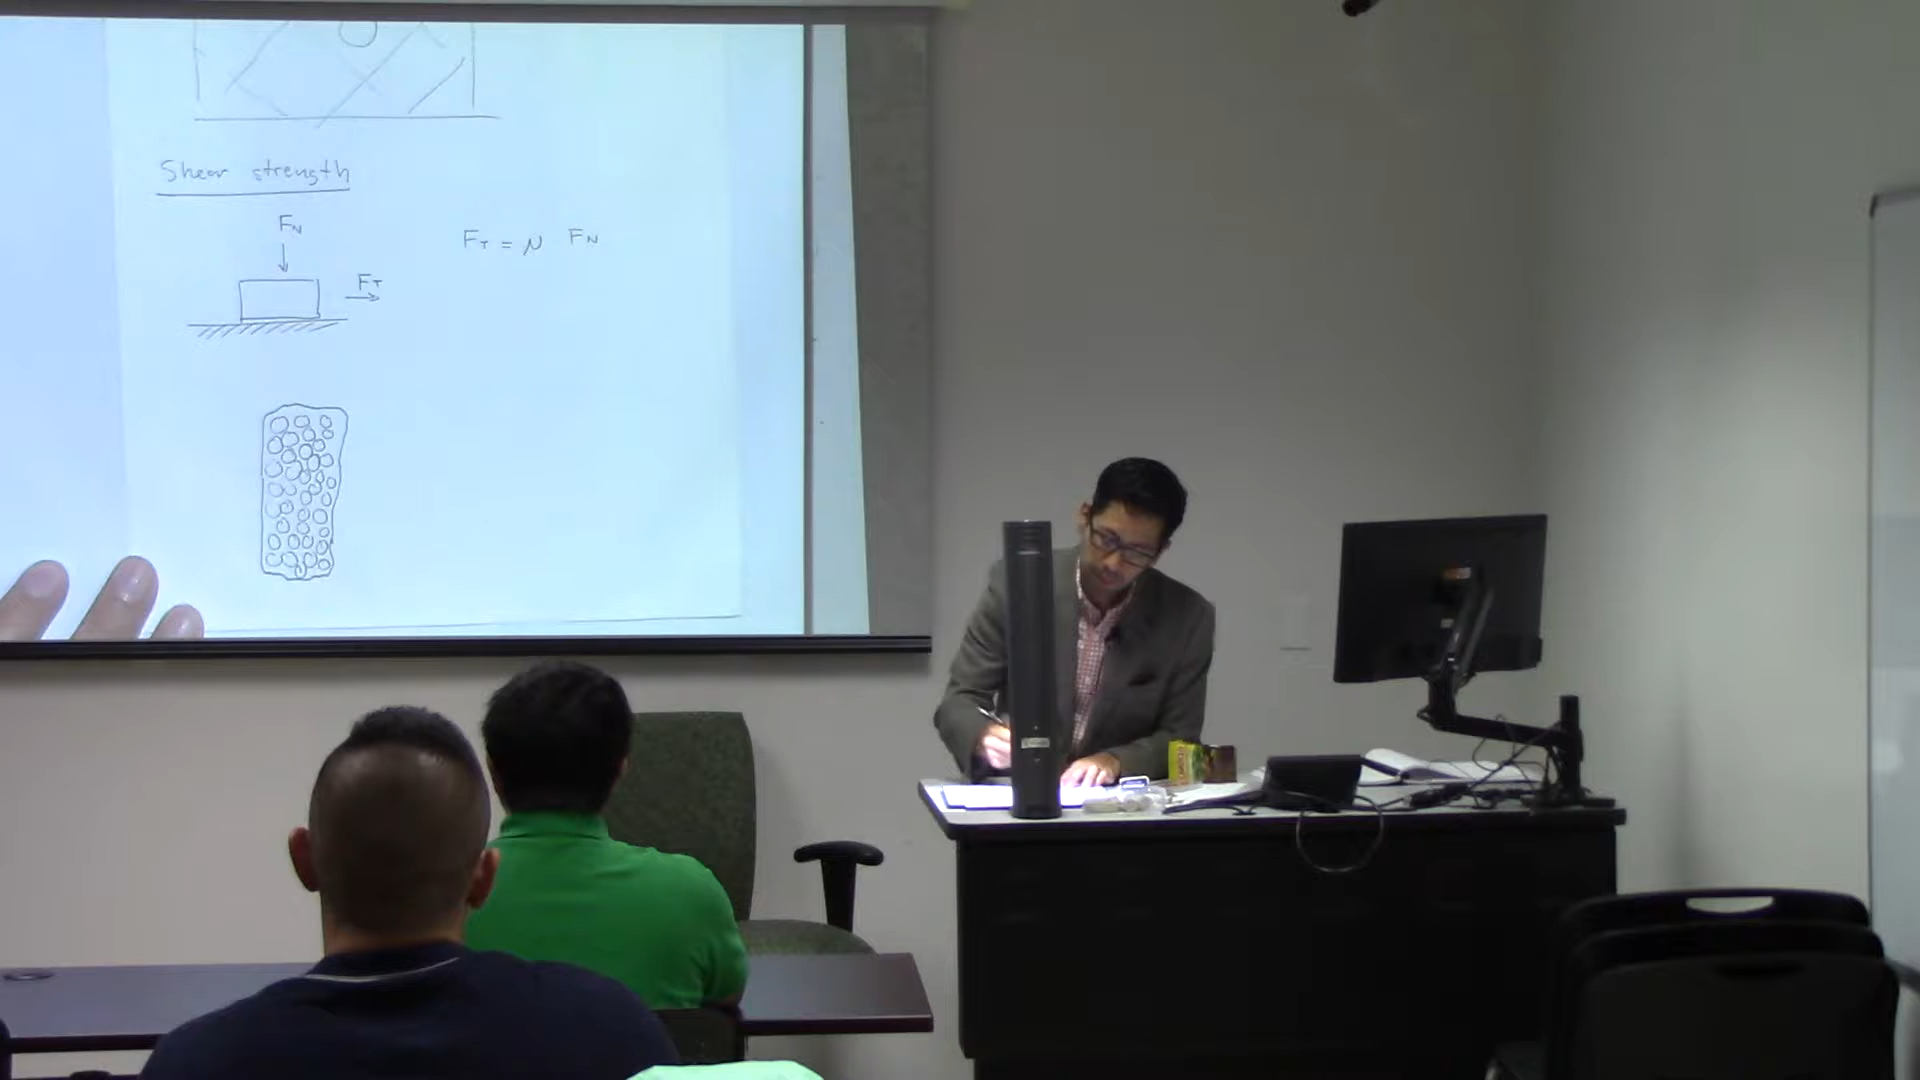 Shear strength
FN
FT = μ FN
FT